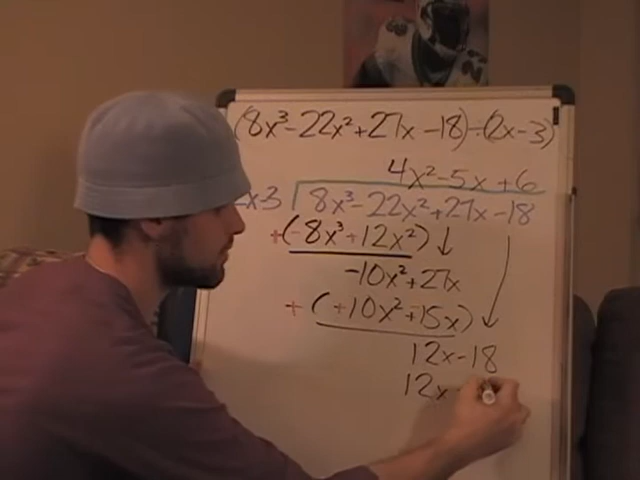 (8x³-22x²+27x-18)÷(2x-3)
4x²-5x+6
2x-3 8x³-22x²+27x-18
+(-8x³+12x²)
-10x²+27x
+(+10x²+-15x)
12x-18
12x